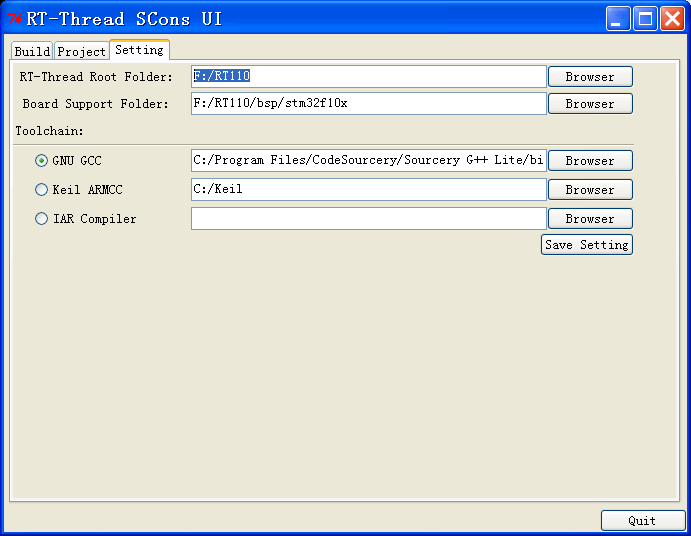 RT-Thread SCons UI
Build Project Setting
RT-Thread Root Folder: F:/RT110 Browser
Board Support Folder: F:/RT110/bsp/stm32f10x Browser
Toolchain:
GNU GCC C:/Program Files/CodeSourcery/Sourcery G++ Lite/bi Browser
Keil ARMCC C:/Keil Browser
IAR Compiler Browser
Save Setting
Quit